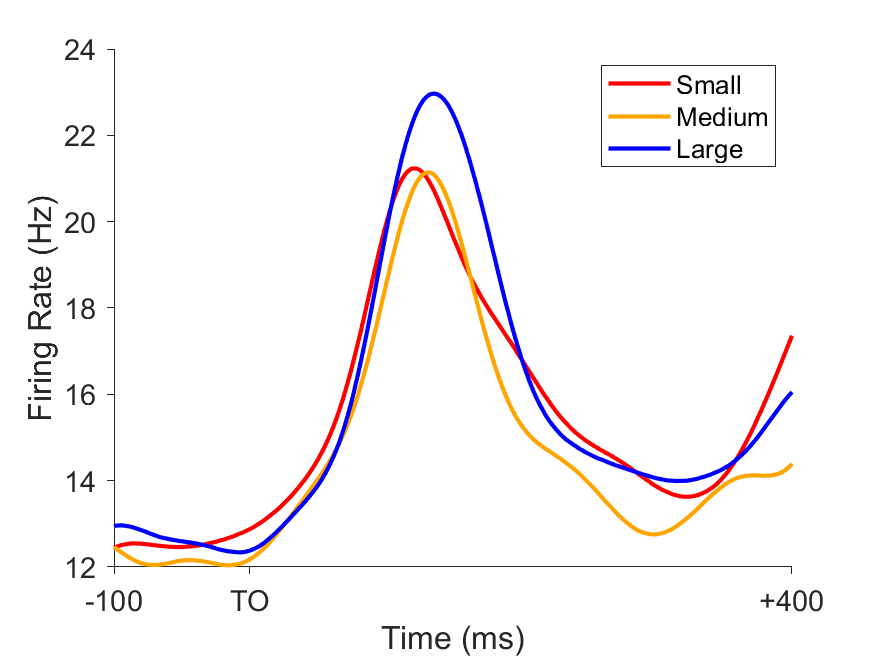 24
22
20
18
16
14
12
Firing Rate (Hz)
Small
Medium
Large
-100
TO
+400
Time (ms)